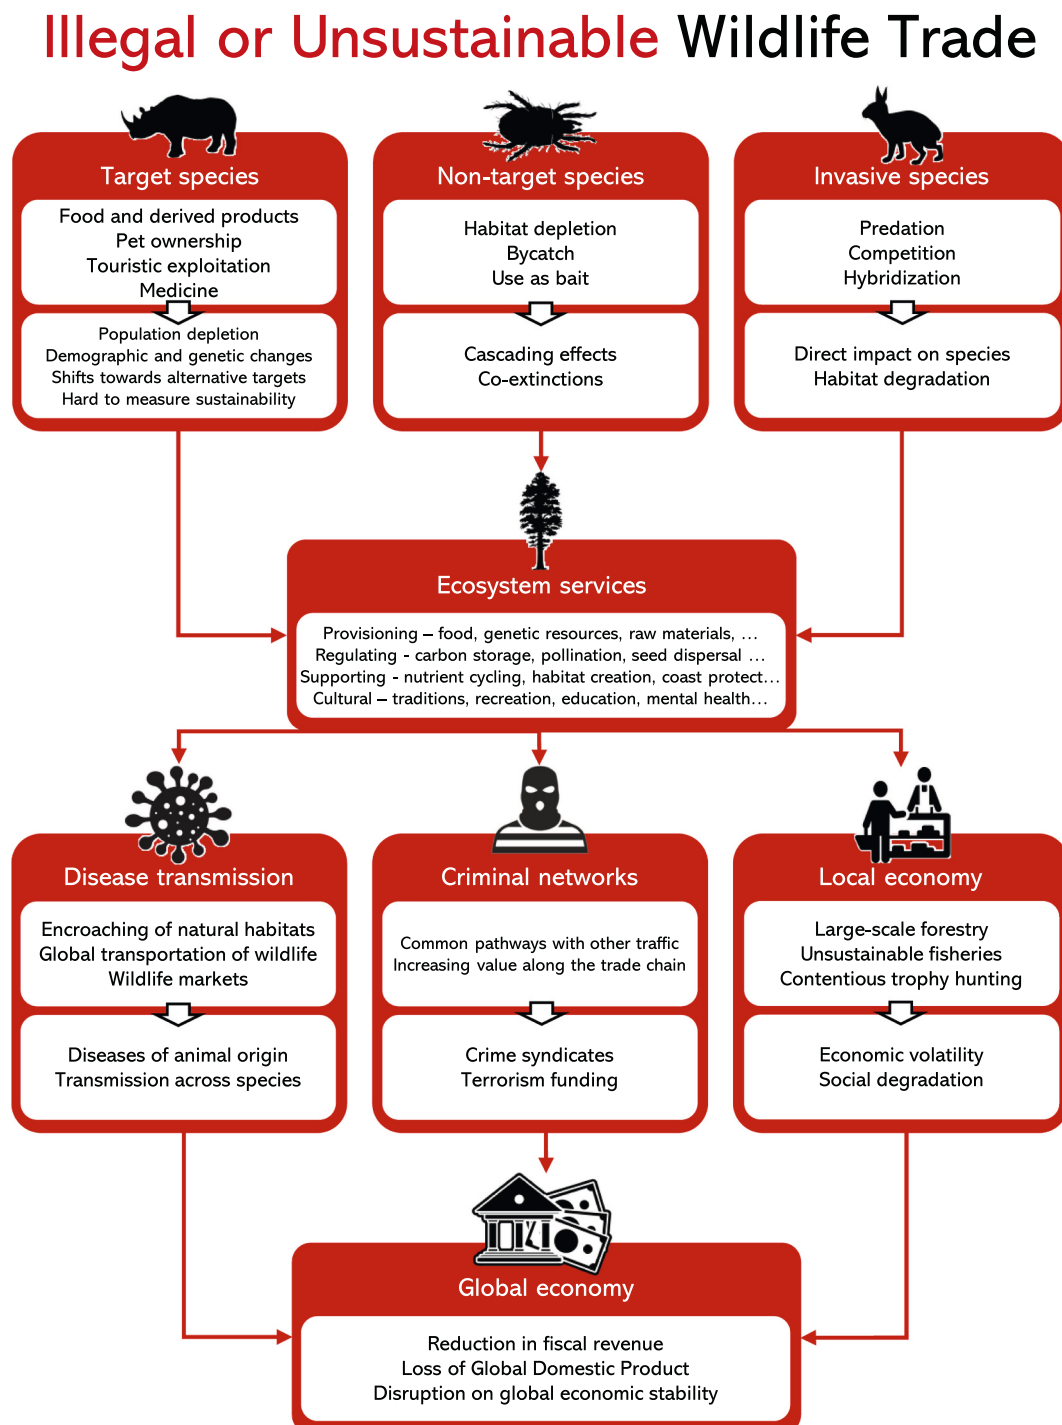 Illegal or Unsustainable Wildlife Trade
Target species
Food and derived products
Pet ownership
Touristic exploitation
Medicine
Population depletion
Demographic and genetic changes
Shifts towards alternative targets
Hard to measure sustainability
Non-target species
Habitat depletion
Bycatch
Use as bait
Cascading effects
Co-extinctions
Invasive species
Predation
Competition
Hybridization
Direct impact on species
Habitat degradation
Ecosystem services
Provisioning – food, genetic resources, raw materials, …
Regulating - carbon storage, pollination, seed dispersal …
Supporting - nutrient cycling, habitat creation, coast protect…
Cultural – traditions, recreation, education, mental health…
Disease transmission
Encroaching of natural habitats
Global transportation of wildlife
Wildlife markets
Diseases of animal origin
Transmission across species
Criminal networks
Common pathways with other traffic
Increasing value along the trade chain
Crime syndicates
Terrorism funding
Local economy
Large-scale forestry
Unsustainable fisheries
Contentious trophy hunting
Economic volatility
Social degradation
Global economy
Reduction in fiscal revenue
Loss of Global Domestic Product
Disruption on global economic stability